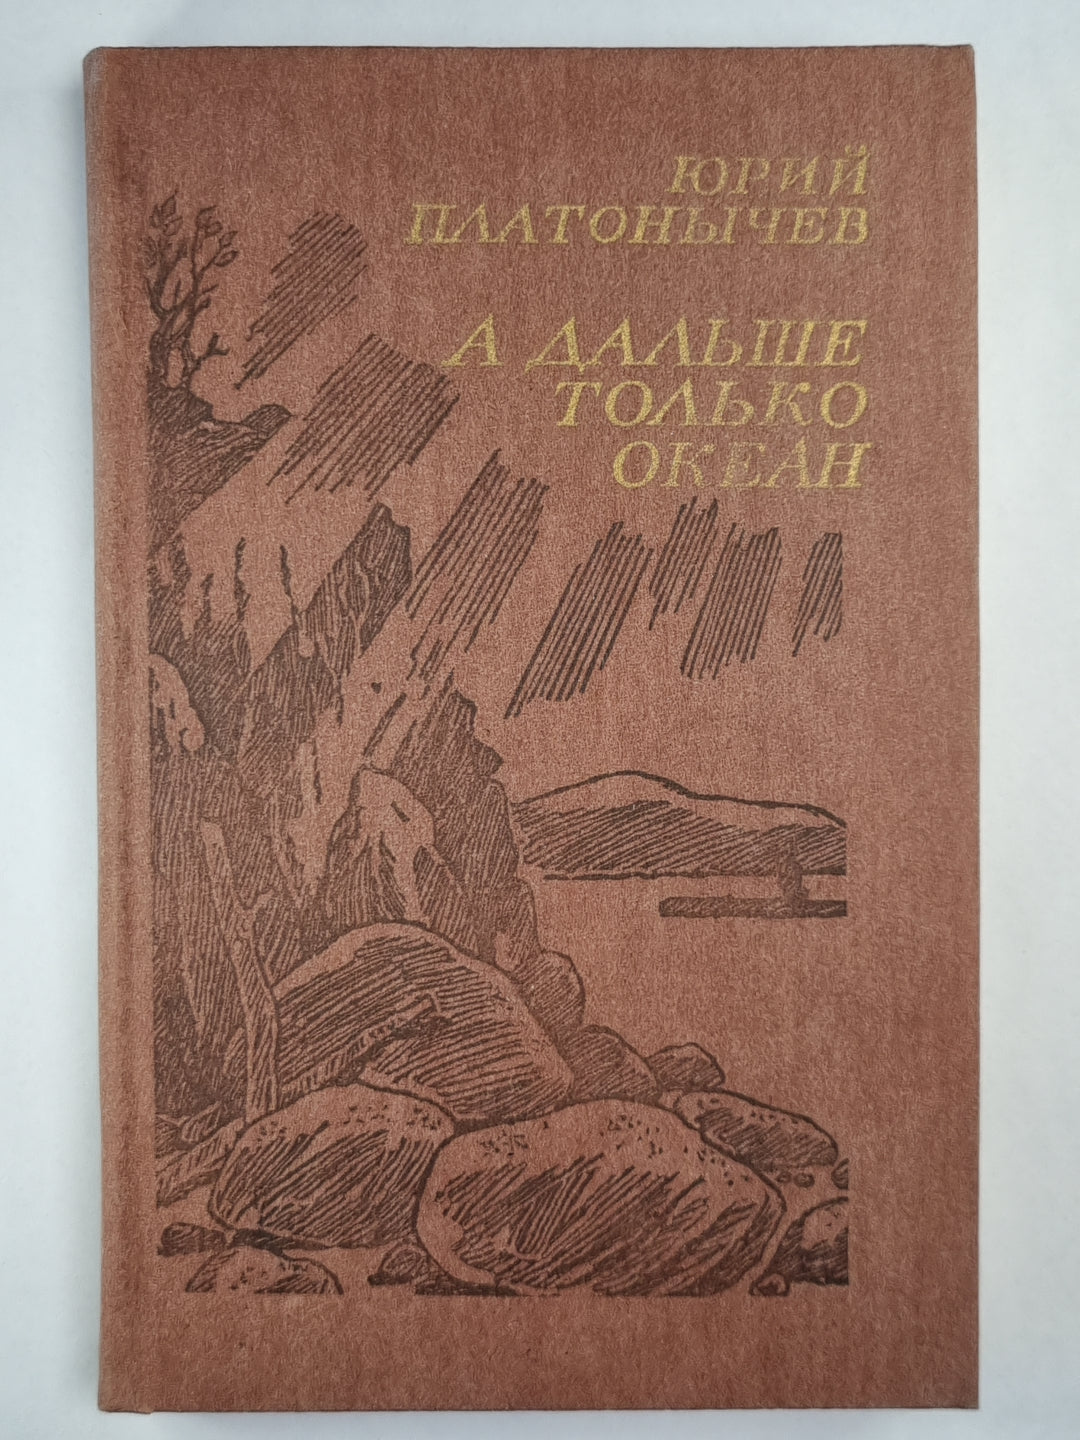 ЮРИЙ
ПЛАТОНЫЧЕВ
А ДАЛЬШЕ
ТОЛЬКО
ОКЕАН